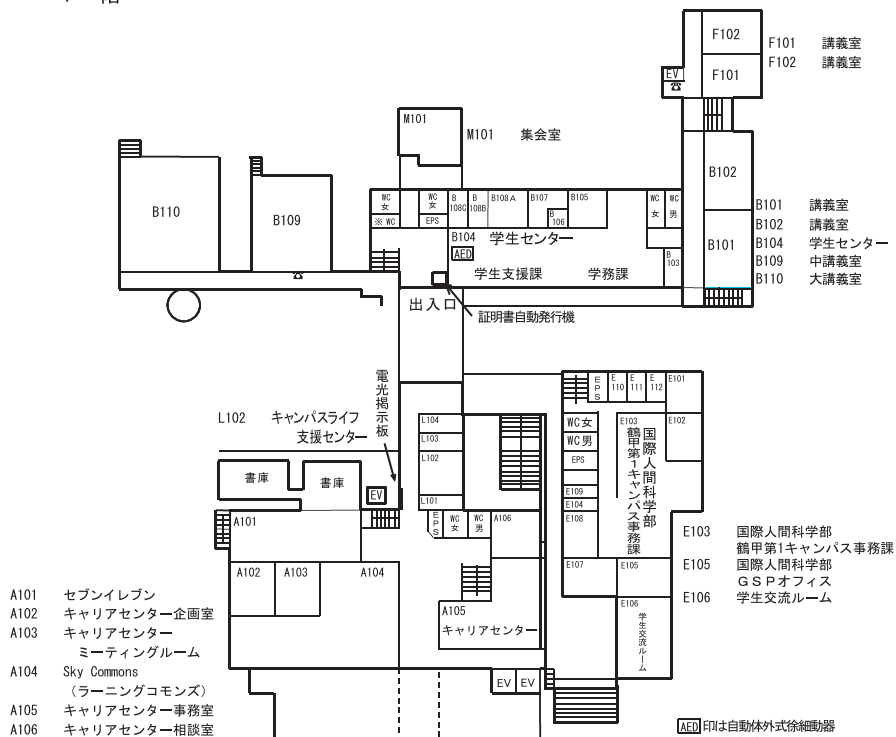 階
F102
F101 講義室
F102 講義室
EV
F101
M101
M101 集会室
B102
WC
女
WC
女
B
108C
B
108B
B108A
B107
B105
WC
女
WC
男
B101 講義室
B110
B109
※ WC
EPS
B
106
B102 講義室
B104
学生センター
B101
B104 学生センター
AED
B
103
B109 中講義室
学生支援課
学務課
B110 大講義室
出入口
証明書自動発行機
電光掲示板
EPS
E
110
E
111
E
112
E101
L102 キャンパスライフ
支援センター
L104
WC女
E103
E102
L103
WC男
国際人間科学部
鶴甲第1キャンパス事務課
L102
EPS
書庫
書庫
EV
E109
L101
E104
A101
EPS
WC
女
WC
男
A106
E108
E103 国際人間科学部
鶴甲第1キャンパス事務課
A102
A103
A104
E107
E105
E105 国際人間科学部
GSPオフィス
A101 セブンイレブン
E106
E106 学生交流ルーム
A102 キャリアセンター企画室
A105
学生交流ルーム
A103 キャリアセンター
ミーティングルーム
キャリアセンター
A104 Sky Commons
(ラーニングコモンズ)
EV
EV
A105 キャリアセンター事務室
A106 キャリアセンター相談室
AED 印は自動体外式徐細動器